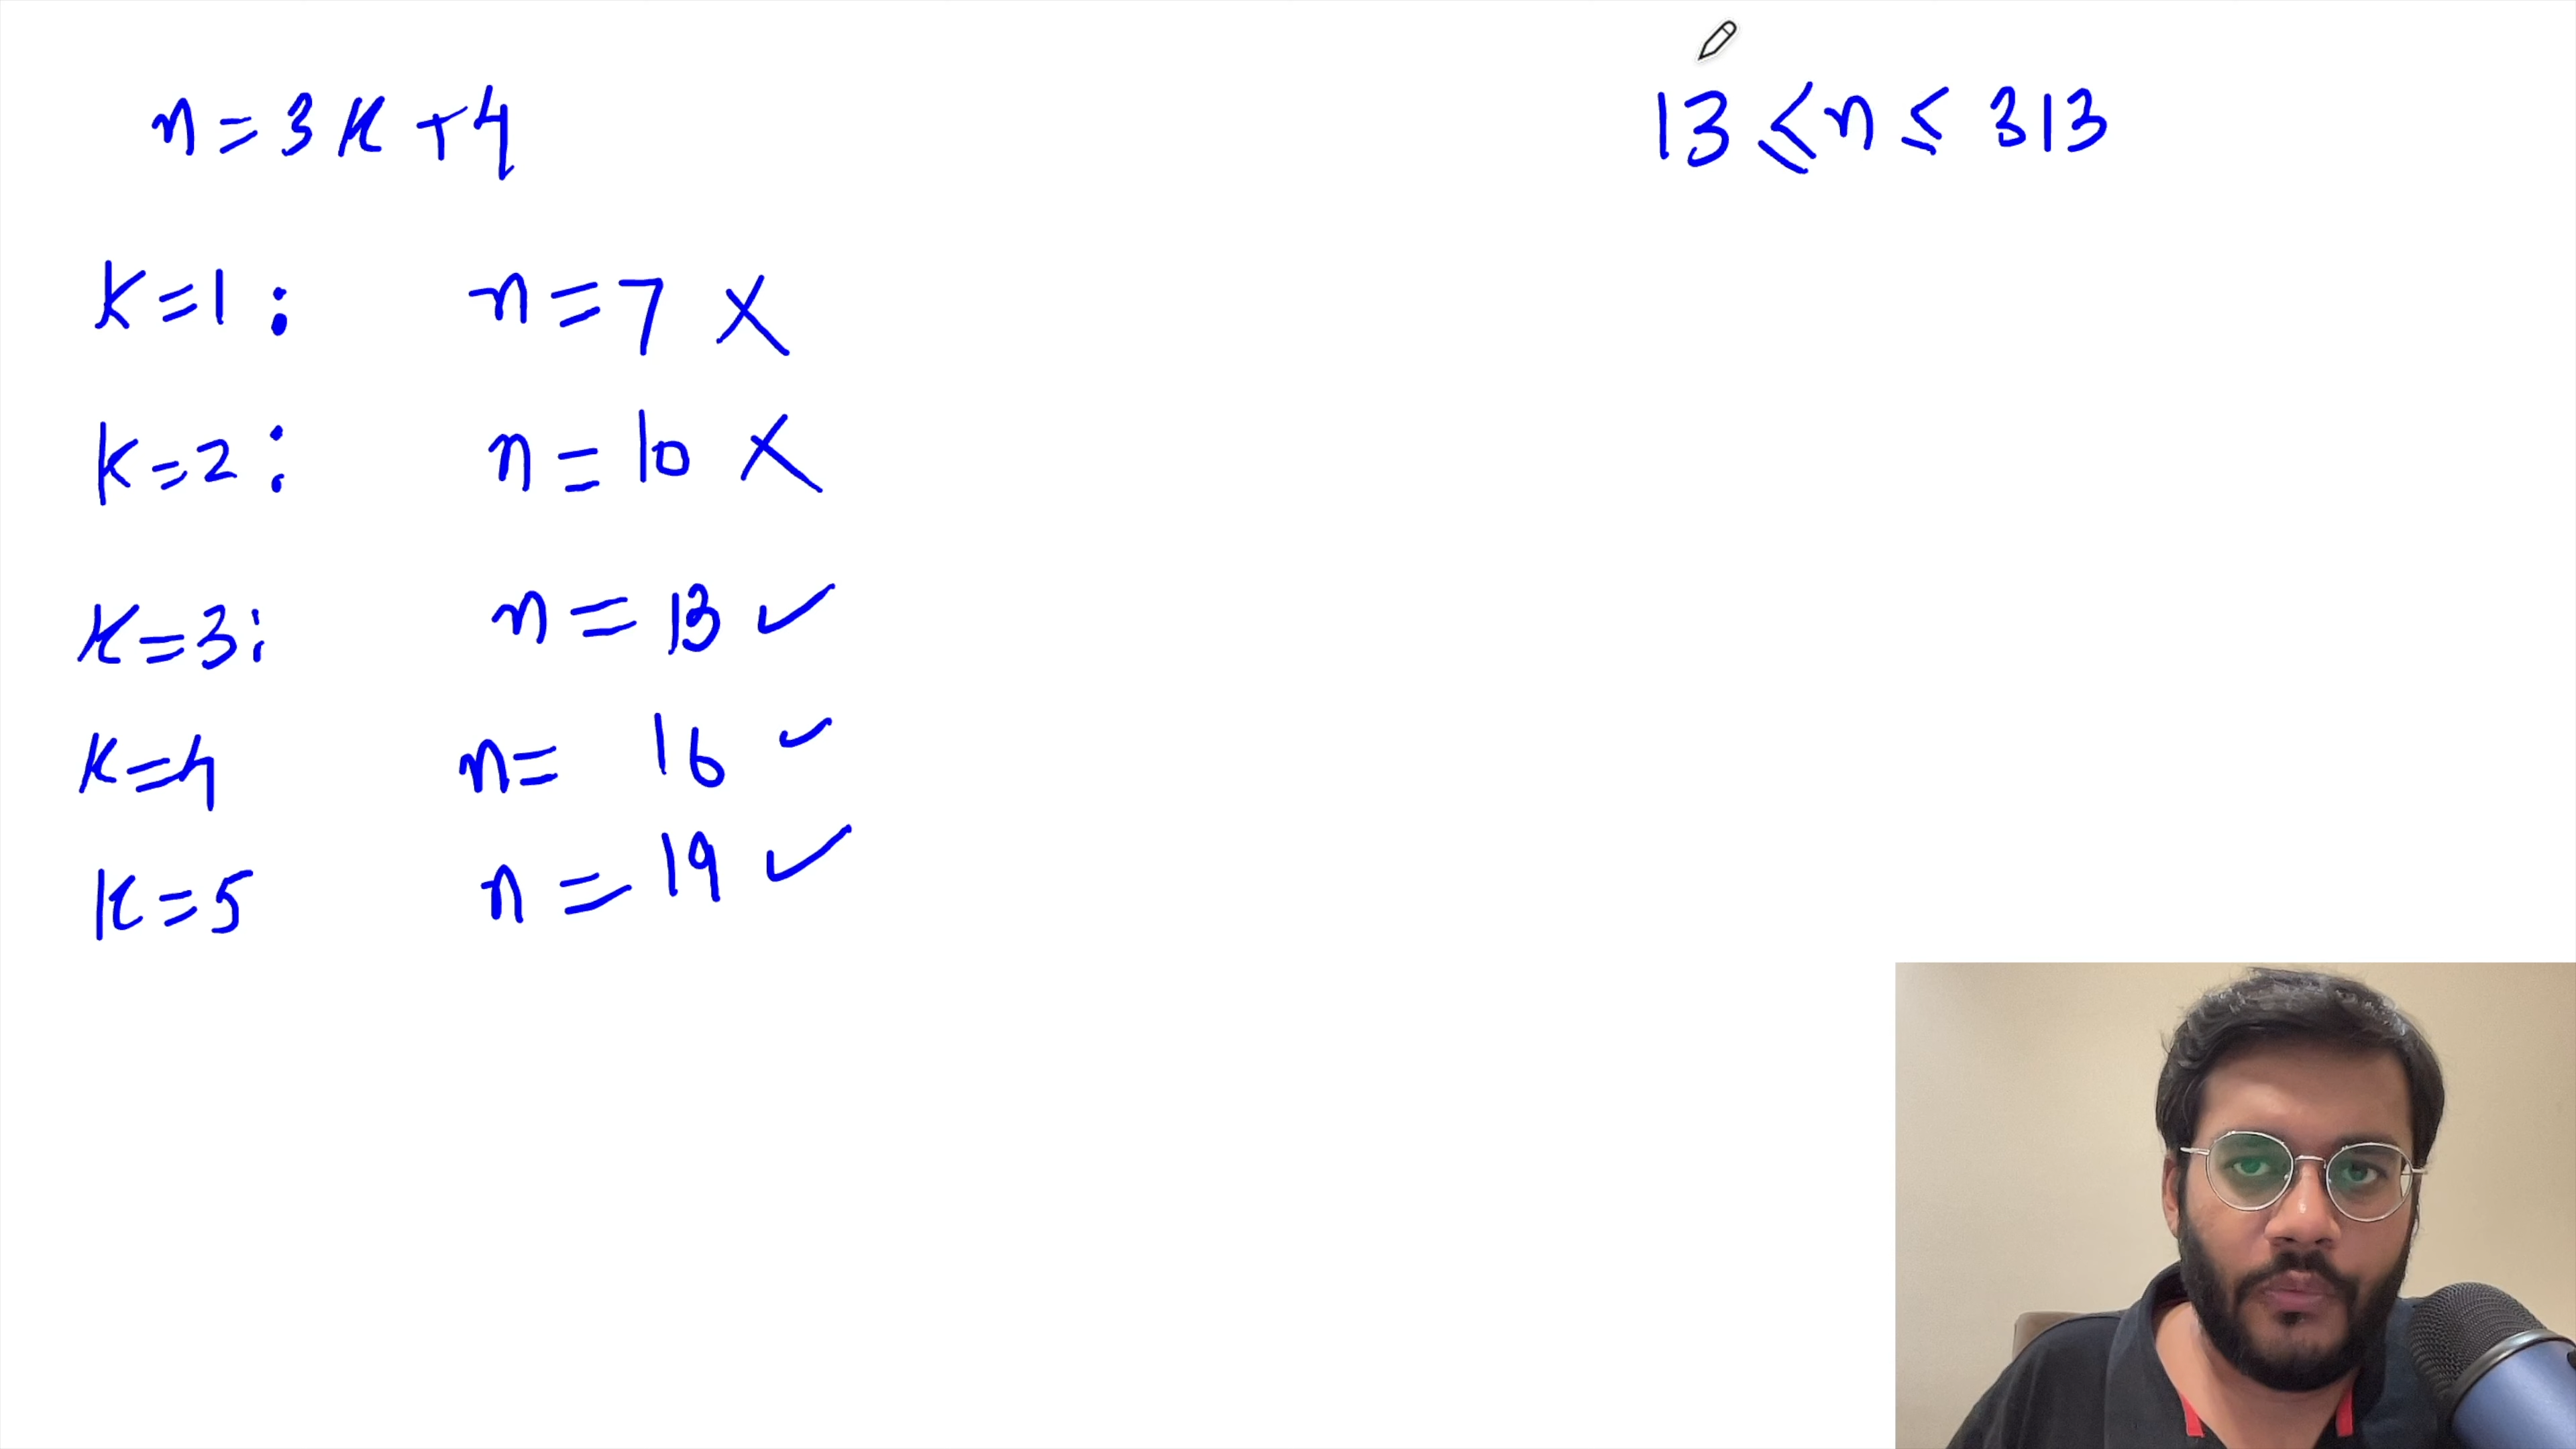 n=3k+4
13≤n≤313
k=1: n=7 X
k=2: n=10 X
k=3: n=13 ✓
k=4 n= 16 ✓
k=5 n=19 ✓